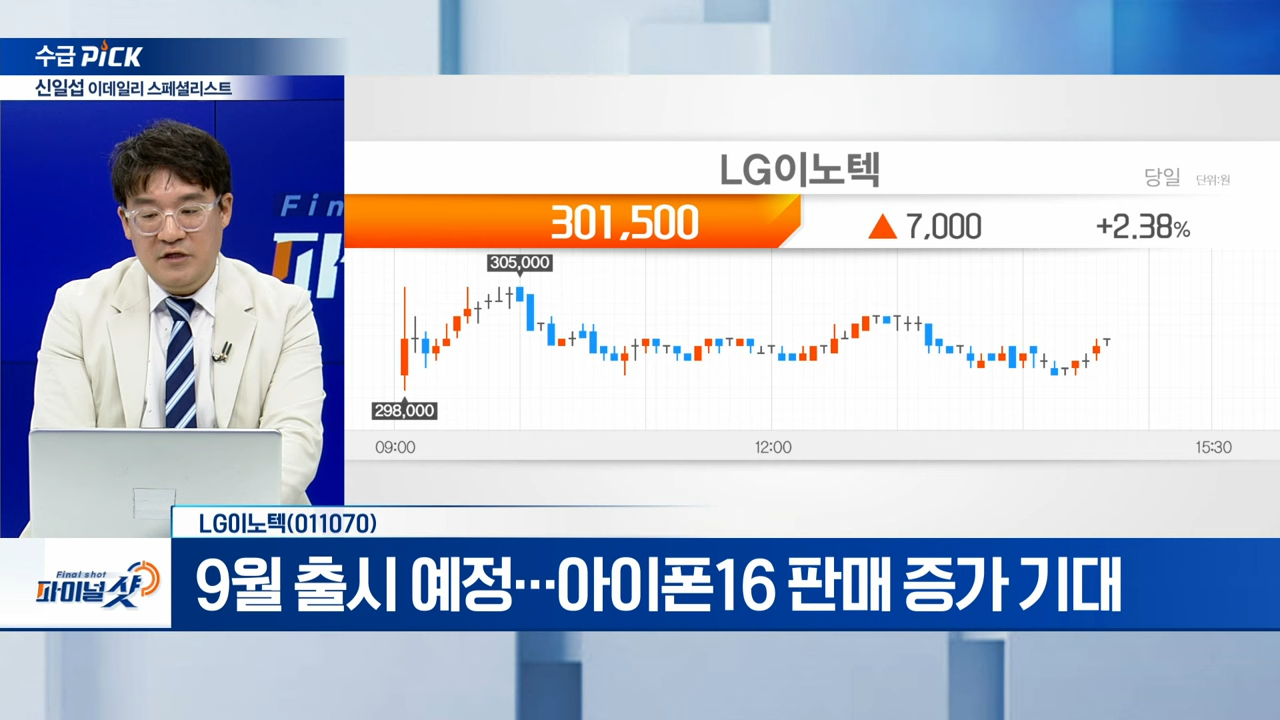 수급 PiCK
신일섭 이데일리 스페셜리스트
Fin
파
LG이노텍
당일 단위:원
301,500 ▲ 7,000 +2.38%
305,000
298,000
09:00 12:00 15:30
LG이노텍(011070)
Final shot
파이널샷
9월 출시 예정···아이폰16 판매 증가 기대